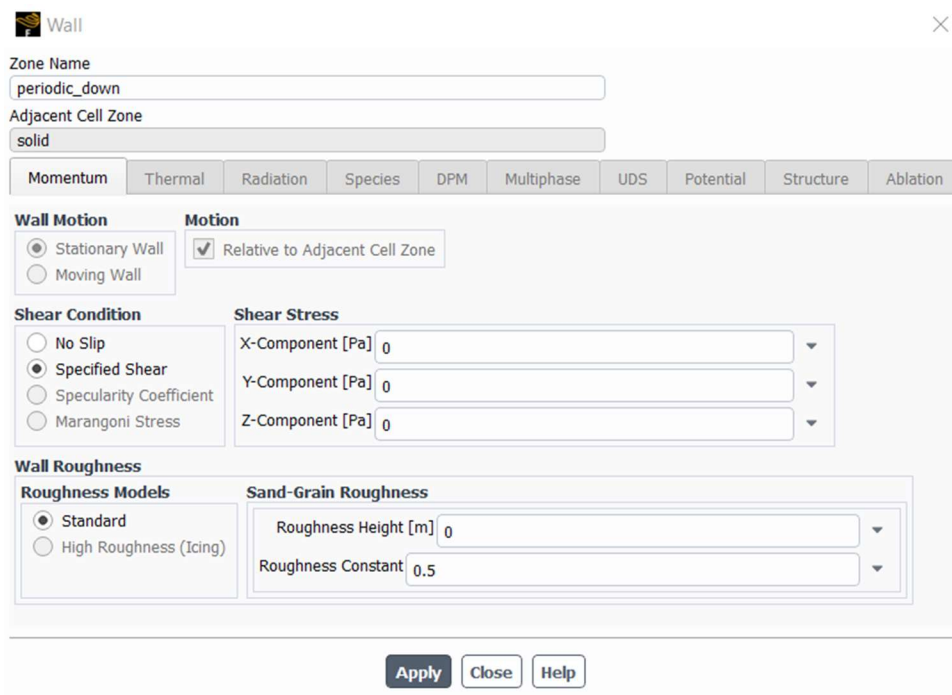 Wall
Zone Name
periodic_down
Adjacent Cell Zone
solid
Momentum Thermal Radiation Species DPM Multiphase UDS Potential Structure Ablation
Wall Motion Motion
Stationary Wall Relative to Adjacent Cell Zone
Moving Wall
Shear Condition Shear Stress
No Slip X-Component [Pa] 0
Specified Shear Y-Component [Pa] 0
Specularity Coefficient
Marangoni Stress Z-Component [Pa] 0
Wall Roughness
Roughness Models Sand-Grain Roughness
Standard Roughness Height [m] 0
High Roughness (Icing) Roughness Constant 0.5
Apply Close Help